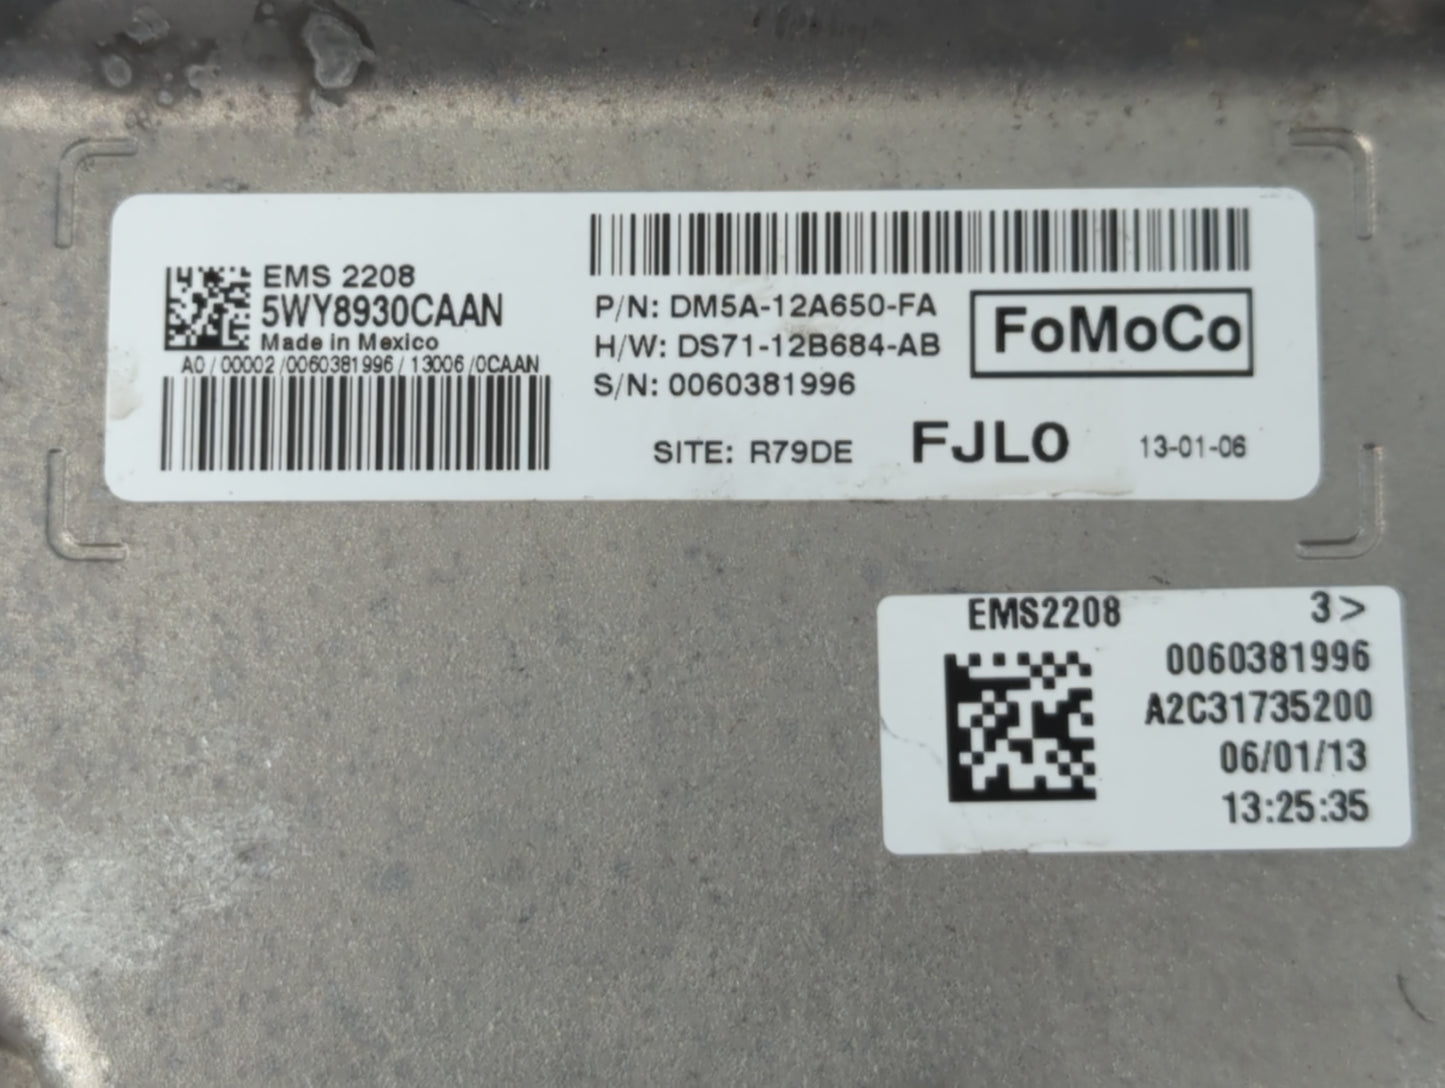 EMS 2208
5WY8930CAAN
Made in Mexico
A0 / 00002 /0060381996 / 13006 /0CAAN
P/N: DM5A-12A650-FA
H/W: DS71-12B684-AB
S/N: 0060381996
FoMoCo
SITE: R79DE FJL0 13-01-06
EMS2208 3>
0060381996
A2C31735200
06/01/13
13:25:35